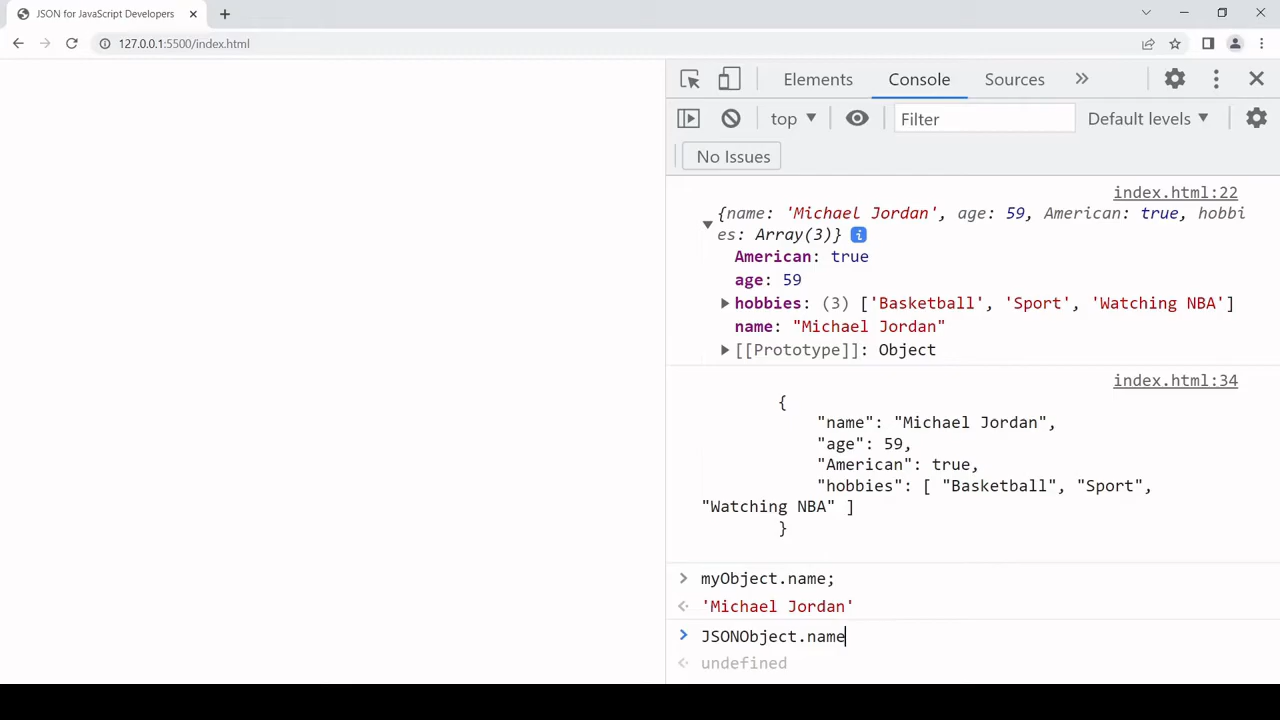 JSON for JavaScript Developers
127.0.0.1:5500/index.html
Elements Console Sources
top Filter Default levels
No Issues
index.html:22
{name: 'Michael Jordan', age: 59, American: true, hobbi
es: Array(3)}
American: true
age: 59
hobbies: (3) ['Basketball', 'Sport', 'Watching NBA']
name: "Michael Jordan"
[[Prototype]]: Object
index.html:34
{
"name": "Michael Jordan",
"age": 59,
"American": true,
"hobbies": [ "Basketball", "Sport",
"Watching NBA" ]
}
myObject.name;
'Michael Jordan'
JSONObject.name
undefined